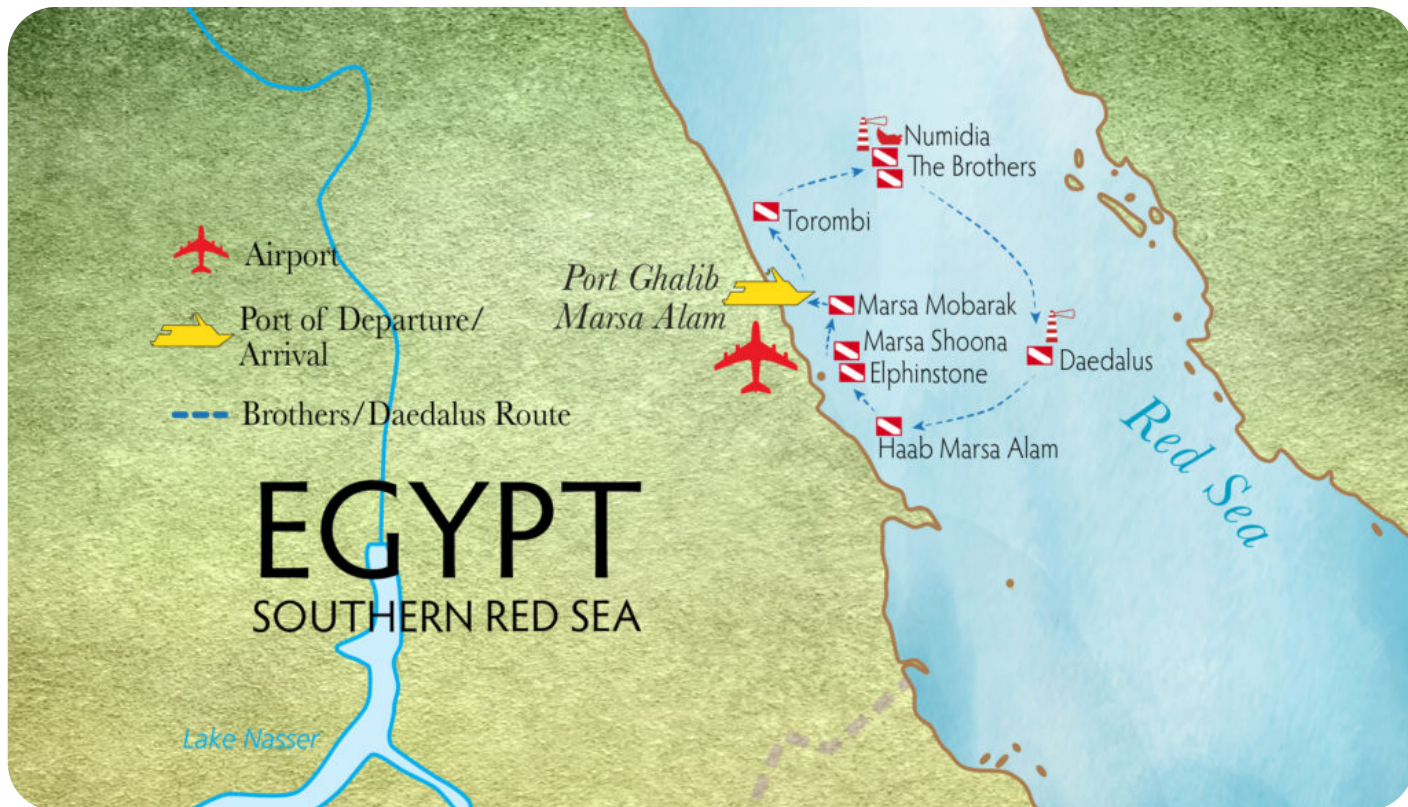 Numidia
The Brothers
Torombi
Airport
Port Ghalib
Marsa Alam
Marsa Mobarak
Port of Departure/
Arrival
Marsa Shoona
Elphinstone
Daedalus
Brothers/Daedalus Route
Haab Marsa Alam
Red Sea
EGYPT
SOUTHERN RED SEA
Lake Nasser